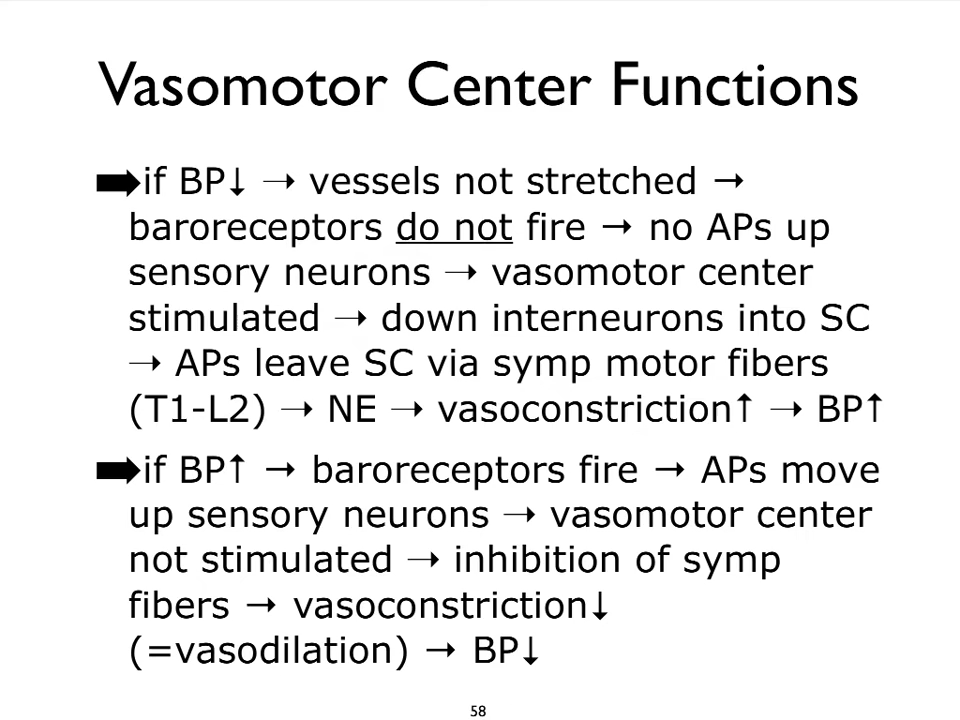 Vasomotor Center Functions
➡if BP↓ → vessels not stretched →
baroreceptors do not fire → no APs up
sensory neurons → vasomotor center
stimulated → down interneurons into SC
→ APs leave SC via symp motor fibers
(T1-L2) → NE → vasoconstriction↑ → BP↑
➡if BP↑ → baroreceptors fire → APs move
up sensory neurons → vasomotor center
not stimulated → inhibition of symp
fibers → vasoconstriction↓
(=vasodilation) → BP↓
58